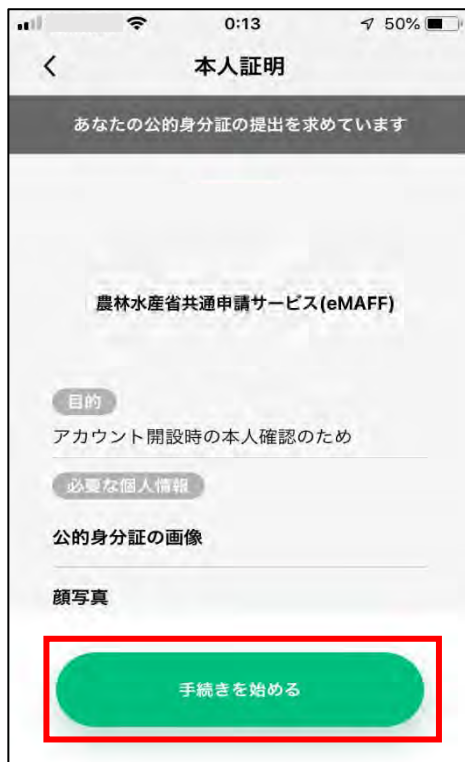 0:13
50%
本人証明
あなたの公的身分証の提出を求めています
農林水産省共通申請サービス(eMAFF)
目的
アカウント開設時の本人確認のため
必要な個人情報
公的身分証の画像
顔写真
手続きを始める